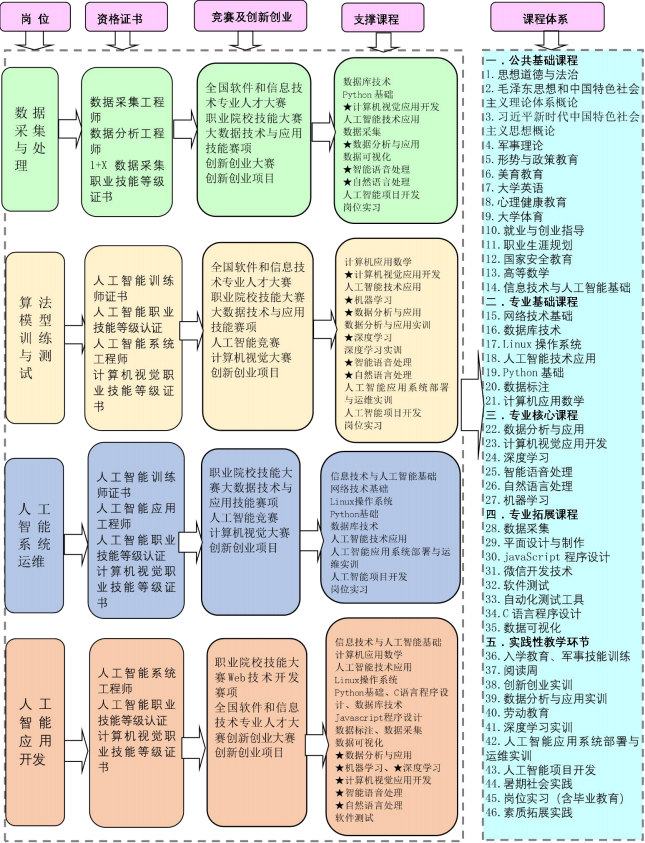 岗 位
资格证书
竞赛及创新创业
支撑课程
课程体系
数 据
采 集
与 处
理
数据采集工程
师
数据分析工程
师
1+X 数据采集
职业技能等级
证书
全国软件和信息技
术专业人才大赛
职业院校技能大赛
大数据技术与应用
技能赛项
创新创业大赛
创新创业项目
数据库技术
Python 基础
★计算机视觉应用开发
人工智能技术应用
数据采集
★数据分析与应用
数据可视化
★智能语音处理
★自然语言处理
人工智能项目开发
岗位实习
算 法
模 型
训 练
与 测
试
人工智能训练
师证书
人工智能职业
技能等级认证
人工智能系统
工程师
计算机视觉职
业技能等级证
书
全国软件和信息技
术专业人才大赛
职业院校技能大赛
大数据技术与应用
技能赛项
人工智能竞赛
计算机视觉大赛
创新创业项目
计算机应用数学
★计算机视觉应用开发
人工智能技术应用
★机器学习
★数据分析与应用
数据分析与应用实训
★深度学习
深度学习实训
★智能语音处理
★自然语言处理
人工智能应用系统部署
与运维实训
人工智能项目开发
岗位实习
人 工
智 能
系 统
运维
人工智能训练
师证书
人工智能应用
工程师
人工智能职业
技能等级认证
计算机视觉职
业技能等级证
书
职业院校技能大
赛大数据技术与
应用技能赛项
人工智能竞赛
计算机视觉大赛
创新创业项目
信息技术与人工智能基础
网络技术基础
Linux操作系统
Python基础
数据库技术
人工智能技术应用
人工智能应用系统部署与运
维实训
人工智能项目开发
岗位实习
人 工
智 能
应 用
开发
人工智能系统
工程师
人工智能职业
技能等级认证
计算机视觉职
业技能等级证
书
职业院校技能大
赛Web技术开发
赛项
全国软件和信息
技术专业人才大
赛创新创业大赛
创新创业项目
信息技术与人工智能基础
计算机应用数学
人工智能技术应用
Linux操作系统
Python基础、C语言程序设
计、数据库技术
Javascript程序设计
数据标注、数据采集
数据可视化
★数据分析与应用
★机器学习、★深度学习
★计算机视觉应用开发
★智能语音处理
★自然语言处理
软件测试
一．公共基础课程
1.思想道德与法治
2.毛泽东思想和中国特色社会
主义理论体系概论
3.习近平新时代中国特色社会
主义思想概论
4.军事理论
5.形势与政策教育
6.美育教育
7.大学英语
8.心理健康教育
9.大学体育
10.就业与创业指导
11.职业生涯规划
12.国家安全教育
13.高等数学
14.信息技术与人工智能基础
二．专业基础课程
15.网络技术基础
16.数据库技术
17.Linux 操作系统
18.人工智能技术应用
19.Python 基础
20.数据标注
21.计算机应用数学
三．专业核心课程
22.数据分析与应用
23.计算机视觉应用开发
24.深度学习
25.智能语音处理
26.自然语言处理
27.机器学习
四．专业拓展课程
28.数据采集
29.平面设计与制作
30.javaScript 程序设计
31.微信开发技术
32.软件测试
33.自动化测试工具
34.C 语言程序设计
35.数据可视化
五．实践性教学环节
36.入学教育、军事技能训练
37.阅读周
38.创新创业实训
39.数据分析与应用实训
40.劳动教育
41.深度学习实训
42.人工智能应用系统部署与
运维实训
43.人工智能项目开发
44.暑期社会实践
45.岗位实习（含毕业教育）
46.素质拓展实践